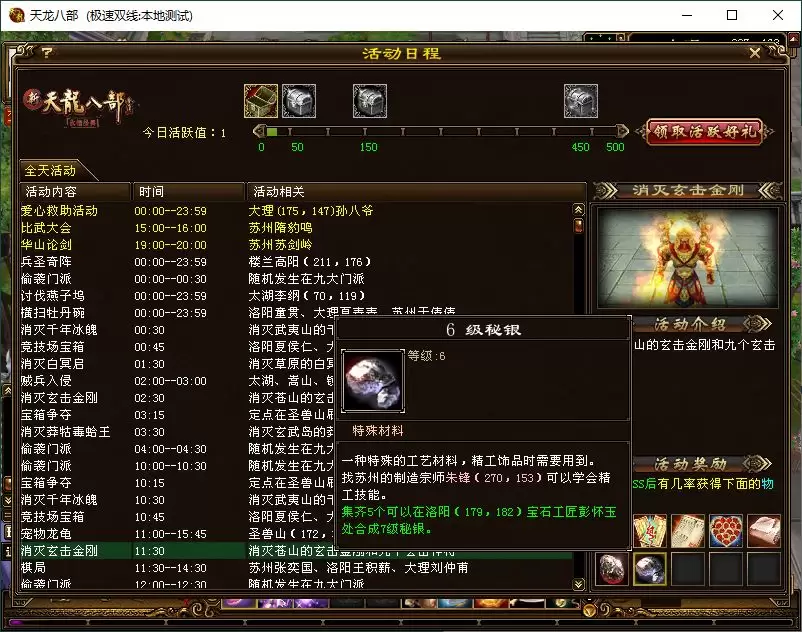 天龙八部 (极速双线:本地测试)
?
活动日程
新天龍八部
今日活跃值：1
0 50 150 450 500
领取活跃好礼
全天活动
活动内容 时间 活动相关
消灭玄击金刚
爱心救助活动 00:00--23:59 大理(175，147)孙八爷
比武大会 15:00--16:00 苏州隋豹鸣
华山论剑 19:00--20:00 苏州苏剑岭
兵圣奇阵 00:00--23:59 楼兰高阳（211，176）
偷袭门派 00:00--00:30 随机发生在九大门派
讨伐燕子坞 00:00--23:59 太湖李纲（70，119）
横扫牡丹碗 00:00--23:59 洛阳童贯、大理夏
消灭千年冰魄 00:30 消灭武夷山的
竞技场宝箱 00:45 洛阳夏侯仁、
消灭白冥启 01:30 消灭草原的白
贼兵入侵 02:00--03:00 太湖、嵩山、
消灭玄击金刚 02:30 消灭苍山的玄
宝箱争夺 03:15 定点在圣兽山
消灭莽牯毒蛤王 03:30 消灭玄武岛的
偷袭门派 04:00--04:30 随机发生在九
偷袭门派 10:00--10:30 随机发生在九
宝箱争夺 10:15 定点在圣兽山
消灭千年冰魄 10:30 消灭武夷山的
竞技场宝箱 10:45 洛阳夏侯仁、
宠物龙龟 11:00--15:45 圣兽山（172，
消灭玄击金刚 11:30 消灭苍山的玄击金刚和九个玄击
棋局 11:30--14:30 苏州张奕国、洛阳王积薪、大理刘仲甫
偷袭门派 12:00--12:30 随机发生在九大门派
6 级秘银
等级:6
特殊材料
一种特殊的工艺材料，精工饰品时需要用到。
找苏州的制造宗师朱锋（270，153）可以学会精
工技能。
集齐5个可以在洛阳（179，182）宝石工匠彭怀玉
处合成7级秘银。
活动介绍
山的玄击金刚和九个玄击
活动奖励
SS后有几率获得下面的物